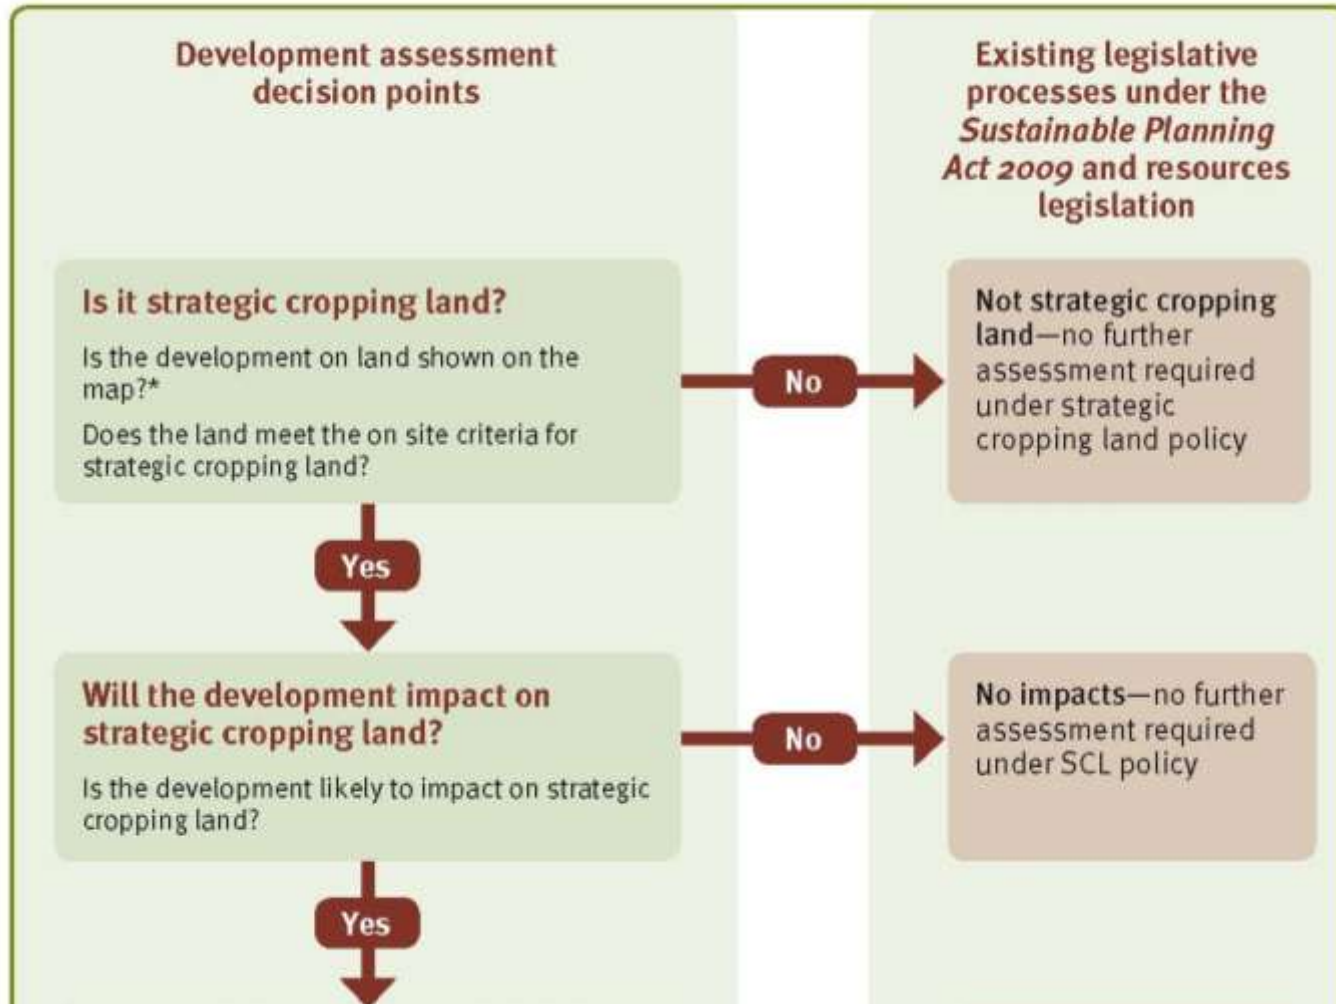 Development assessment
decision points
Existing legislative
processes under the
Sustainable Planning
Act 2009 and resources
legislation
Is it strategic cropping land?
Is the development on land shown on the
map?*
Does the land meet the on site criteria for
strategic cropping land?
No
Not strategic cropping
land—no further
assessment required
under strategic
cropping land policy
Yes
Will the development impact on
strategic cropping land?
Is the development likely to impact on strategic
cropping land?
No
No impacts—no further
assessment required
under SCL policy
Yes